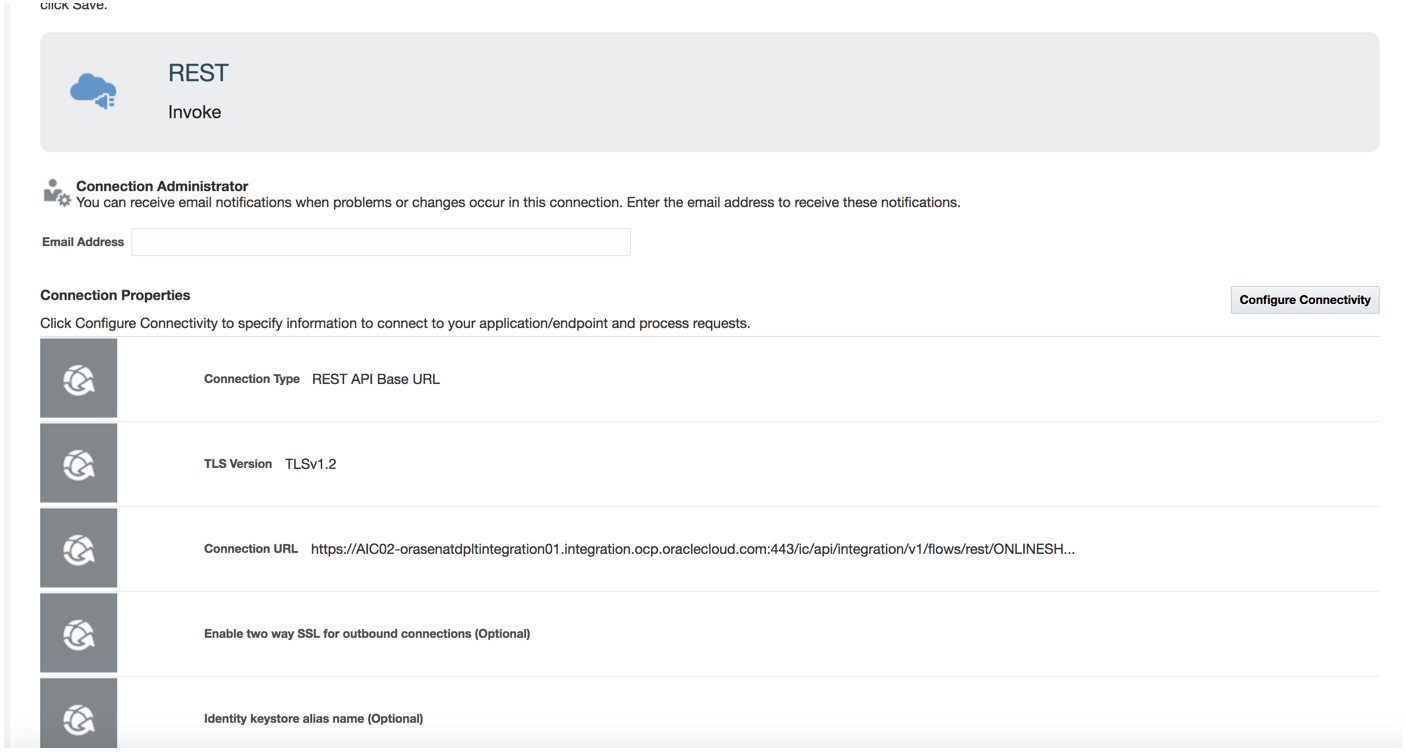 click Save.
REST
Invoke
Connection Administrator
You can receive email notifications when problems or changes occur in this connection. Enter the email address to receive these notifications.
Email Address
Connection Properties
Configure Connectivity
Click Configure Connectivity to specify information to connect to your application/endpoint and process requests.
Connection Type REST API Base URL
TLS Version TLSv1.2
Connection URL https://AIC02-orasenatdpltintegration01.integration.ocp.oraclecloud.com:443/ic/api/integration/v1/flows/rest/ONLINESH...
Enable two way SSL for outbound connections (Optional)
Identity keystore alias name (Optional)